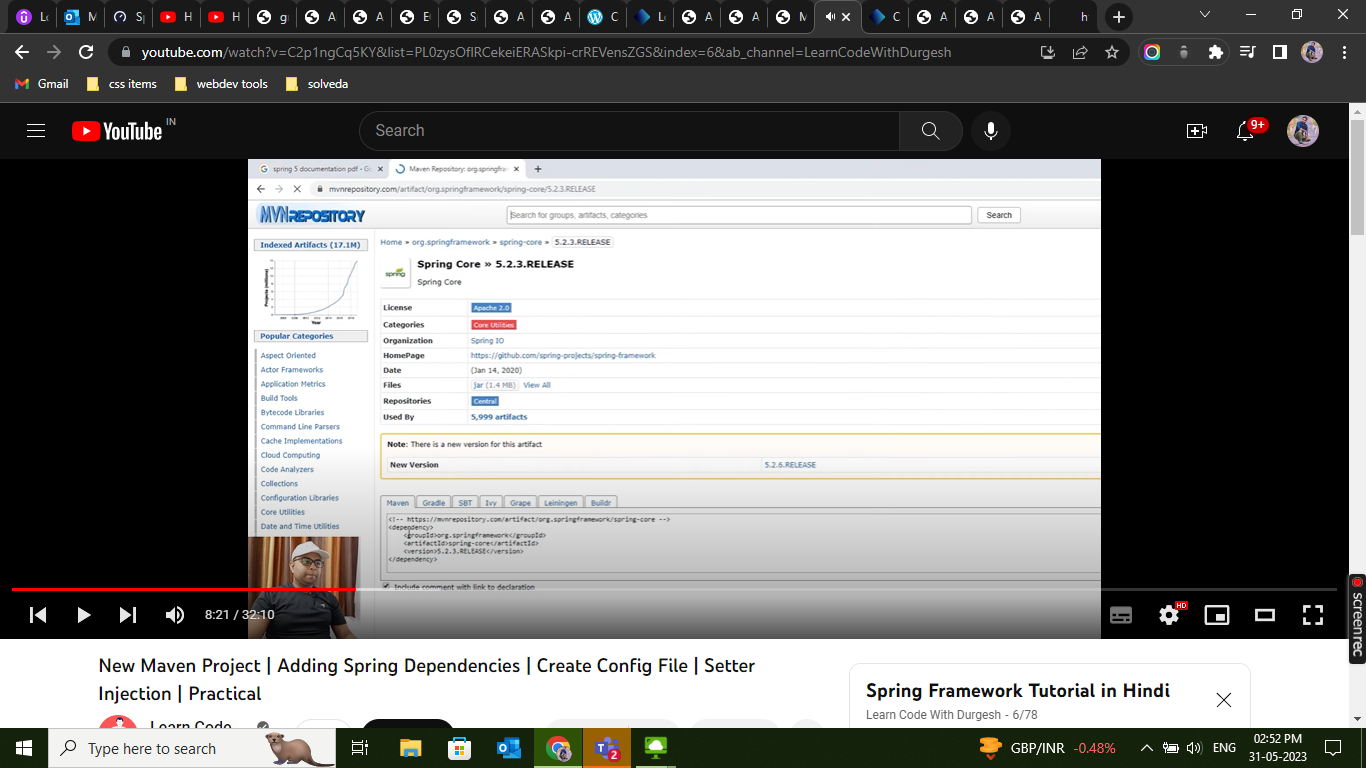 Lo
M
Sp
H
H
gr
A
A
E
S
A
A
C
Lo
A
A
M
C
A
A
A
h
youtube.com/watch?v=C2p1ngCq5KY&list=PL0zysOflRCekeiERASkpi-crREVensZGS&index=6&ab_channel=LearnCodeWithDurgesh
Gmail
css items
webdev tools
solveda
YouTube IN
Search
9+
spring 5 documentation pdf - G
Maven Repository: org.springfr
mvnrepository.com/artifact/org.springframework/spring-core/5.2.3.RELEASE
MVNREPOSITORY
Search for groups, artifacts, categories
Search
Indexed Artifacts (17.1M)
Projects (millions)
Year
Popular Categories
Aspect Oriented
Actor Frameworks
Application Metrics
Build Tools
Bytecode Libraries
Command Line Parsers
Cache Implementations
Cloud Computing
Code Analyzers
Collections
Configuration Libraries
Core Utilities
Date and Time Utilities
Home » org.springframework » spring-core » 5.2.3.RELEASE
spring
Spring Core » 5.2.3.RELEASE
Spring Core
License Apache 2.0
Categories Core Utilities
Organization Spring IO
HomePage https://github.com/spring-projects/spring-framework
Date (Jan 14, 2020)
Files jar (1.4 MB) View All
Repositories Central
Used By 5,999 artifacts
Note: There is a new version for this artifact
New Version 5.2.6.RELEASE
Maven Gradle SBT Ivy Grape Leiningen Buildr
<!-- https://mvnrepository.com/artifact/org.springframework/spring-core -->
<dependency>
<groupId>org.springframework</groupId>
<artifactId>spring-core</artifactId>
<version>5.2.3.RELEASE</version>
</dependency>
Include comment with link to declaration
8:21 / 32:10
HD
screenrec
New Maven Project | Adding Spring Dependencies | Create Config File | Setter
Injection | Practical
Learn Code
Spring Framework Tutorial in Hindi
Learn Code With Durgesh - 6/78
Type here to search
2
GBP/INR -0.48%
ENG
02:52 PM
31-05-2023